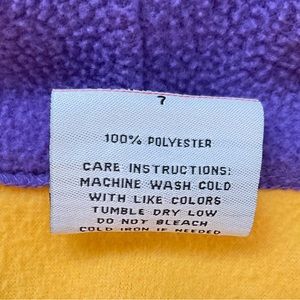 7
100% POLYESTER
CARE INSTRUCTIONS:
MACHINE WASH COLD
WITH LIKE COLORS
TUMBLE DRY LOW
DO NOT BLEACH
COLD IRON IF NEEDED